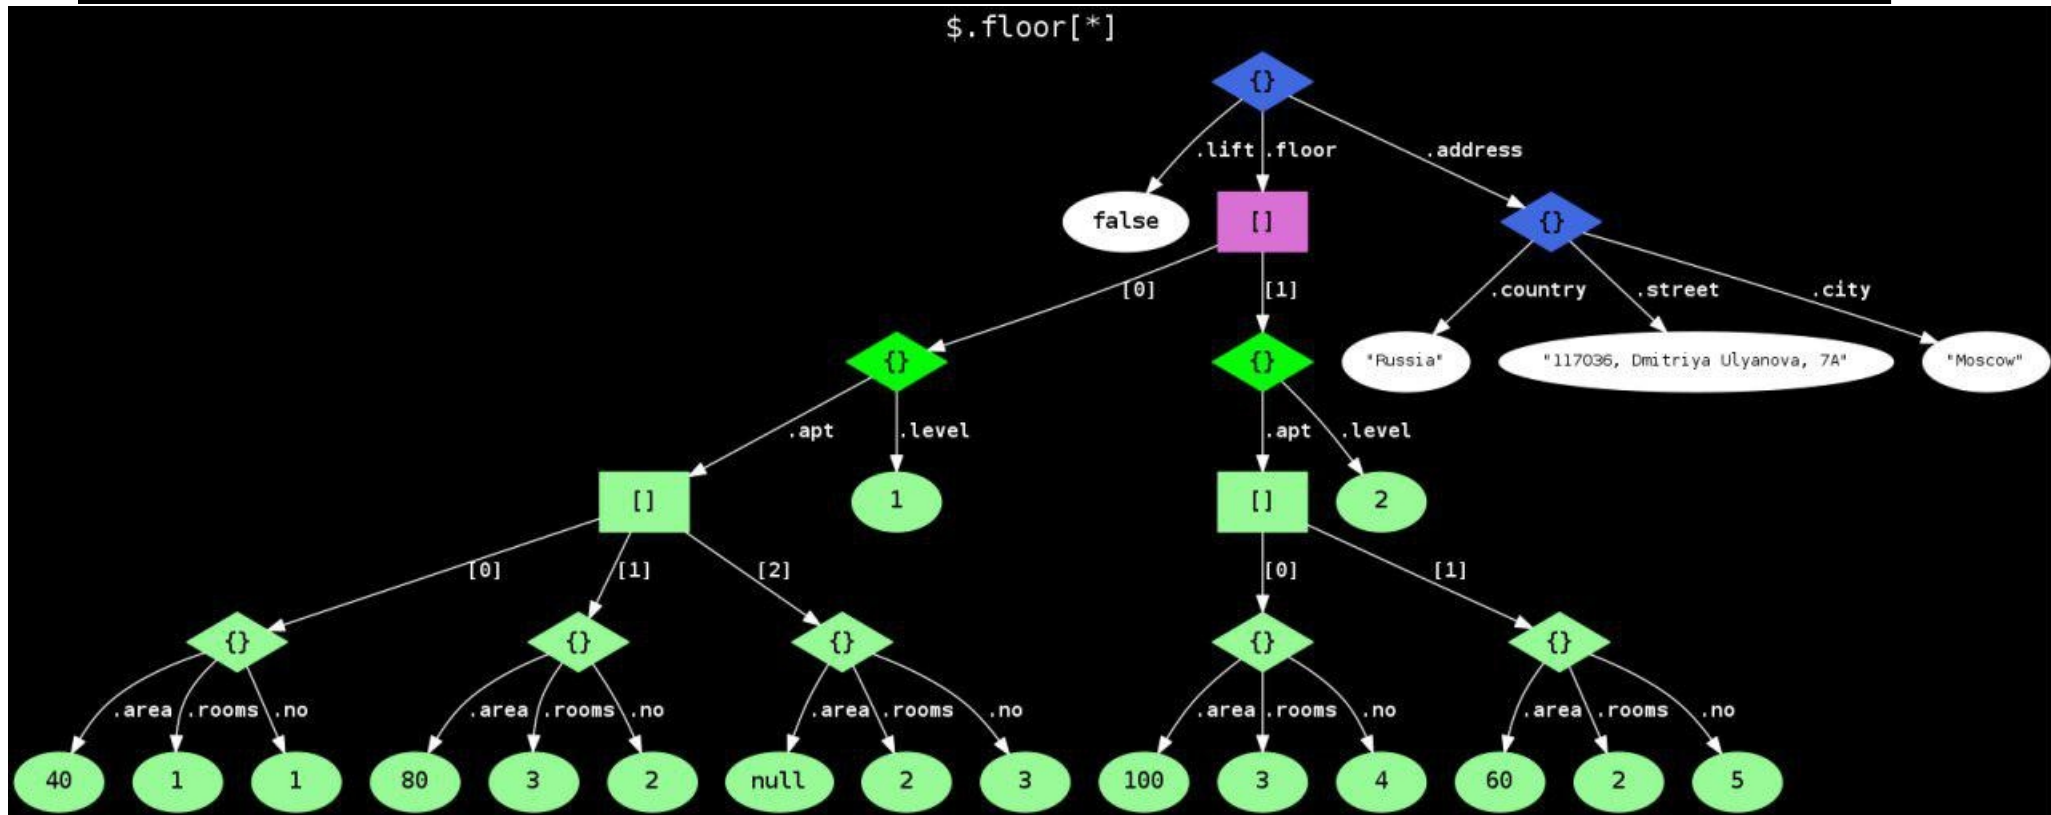 $.floor[*]
{}
.lift .floor .address
false [] {}
[0] [1] .country .street .city
{} {} "Russia" "117036, Dmitriya Ulyanova, 7A" "Moscow"
.apt .level .apt .level
[] 1 [] 2
[0] [1] [2] [0] [1]
{} {} {} {} {}
.area .rooms .no .area .rooms .no .area .rooms .no .area .rooms .no .area .rooms .no
40 1 1 80 3 2 null 2 3 100 3 4 60 2 5